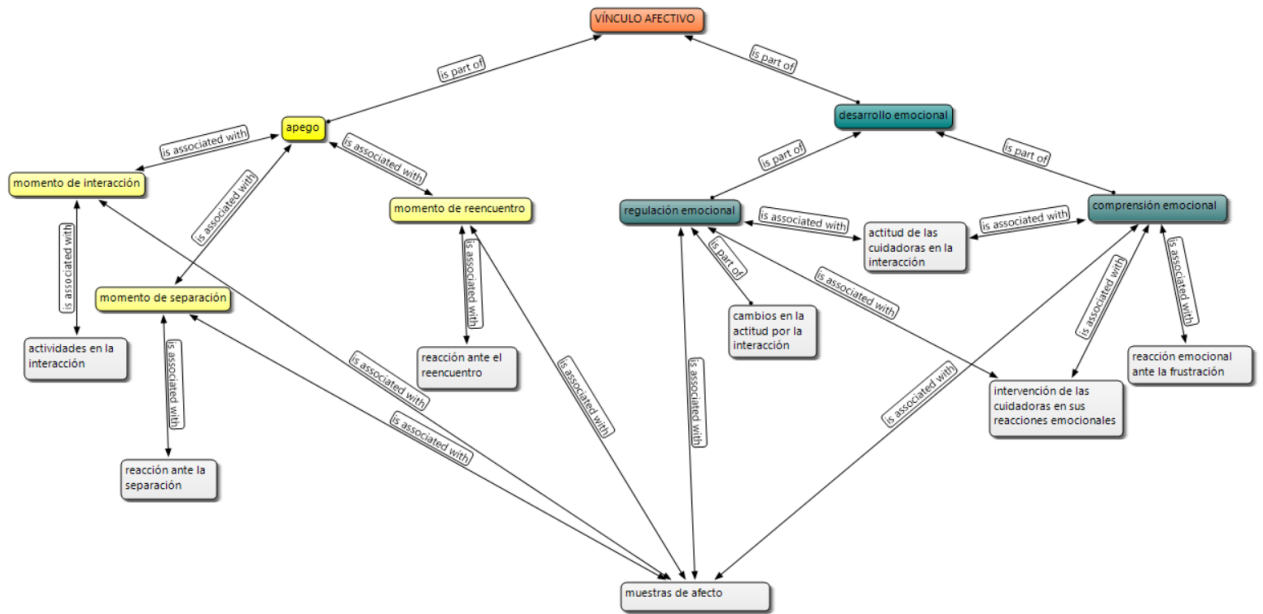 VÍNCULO AFECTIVO
is part of
is part of
apego
desarrollo emocional
is associated with
is associated with
is part of
is part of
momento de interacción
is associated with
momento de reencuentro
regulación emocional
is associated with
actitud de las
cuidadoras en la
interacción
is associated with
comprensión emocional
is associated with
is associated with
is part of
is associated with
is associated with
is associated with
momento de separación
cambios en la
actitud por la
interacción
actividades en la
interacción
is associated with
reacción ante el
reencuentro
reacción emocional
ante la frustración
is associated with
is associated with
is associated with
is associated with
is associated with
intervención de las
cuidadoras en sus
reacciones emocionales
reacción ante la
separación
muestras de afecto